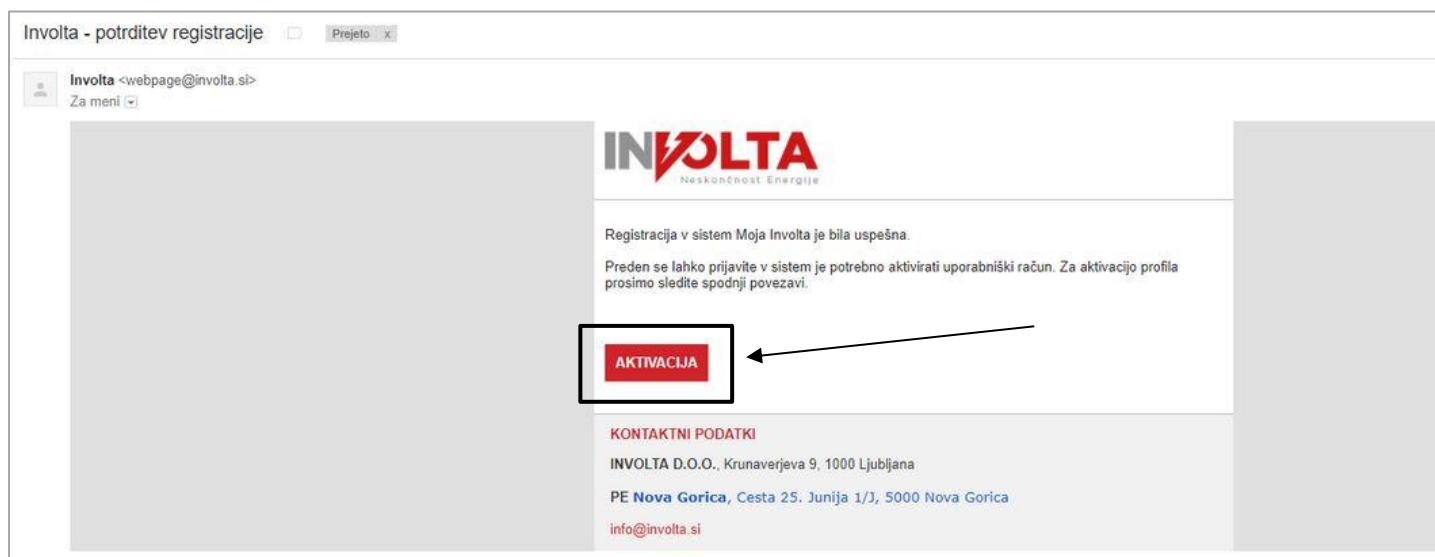 Involta - potrditev registracije
Prejeto x
Involta <webpage@involta.si>
Za meni
INVOLTA
Neskončnost Energije
Registracija v sistem Moja Involta je bila uspešna.
Preden se lahko prijavite v sistem je potrebno aktivirati uporabniški račun. Za aktivacijo profila
prosimo sledite spodnji povezavi.
AKTIVACIJA
KONTAKTNI PODATKI
INVOLTA D.O.O., Krunaverjeva 9, 1000 Ljubljana
PE Nova Gorica, Cesta 25. Junija 1/J, 5000 Nova Gorica
info@involta.si